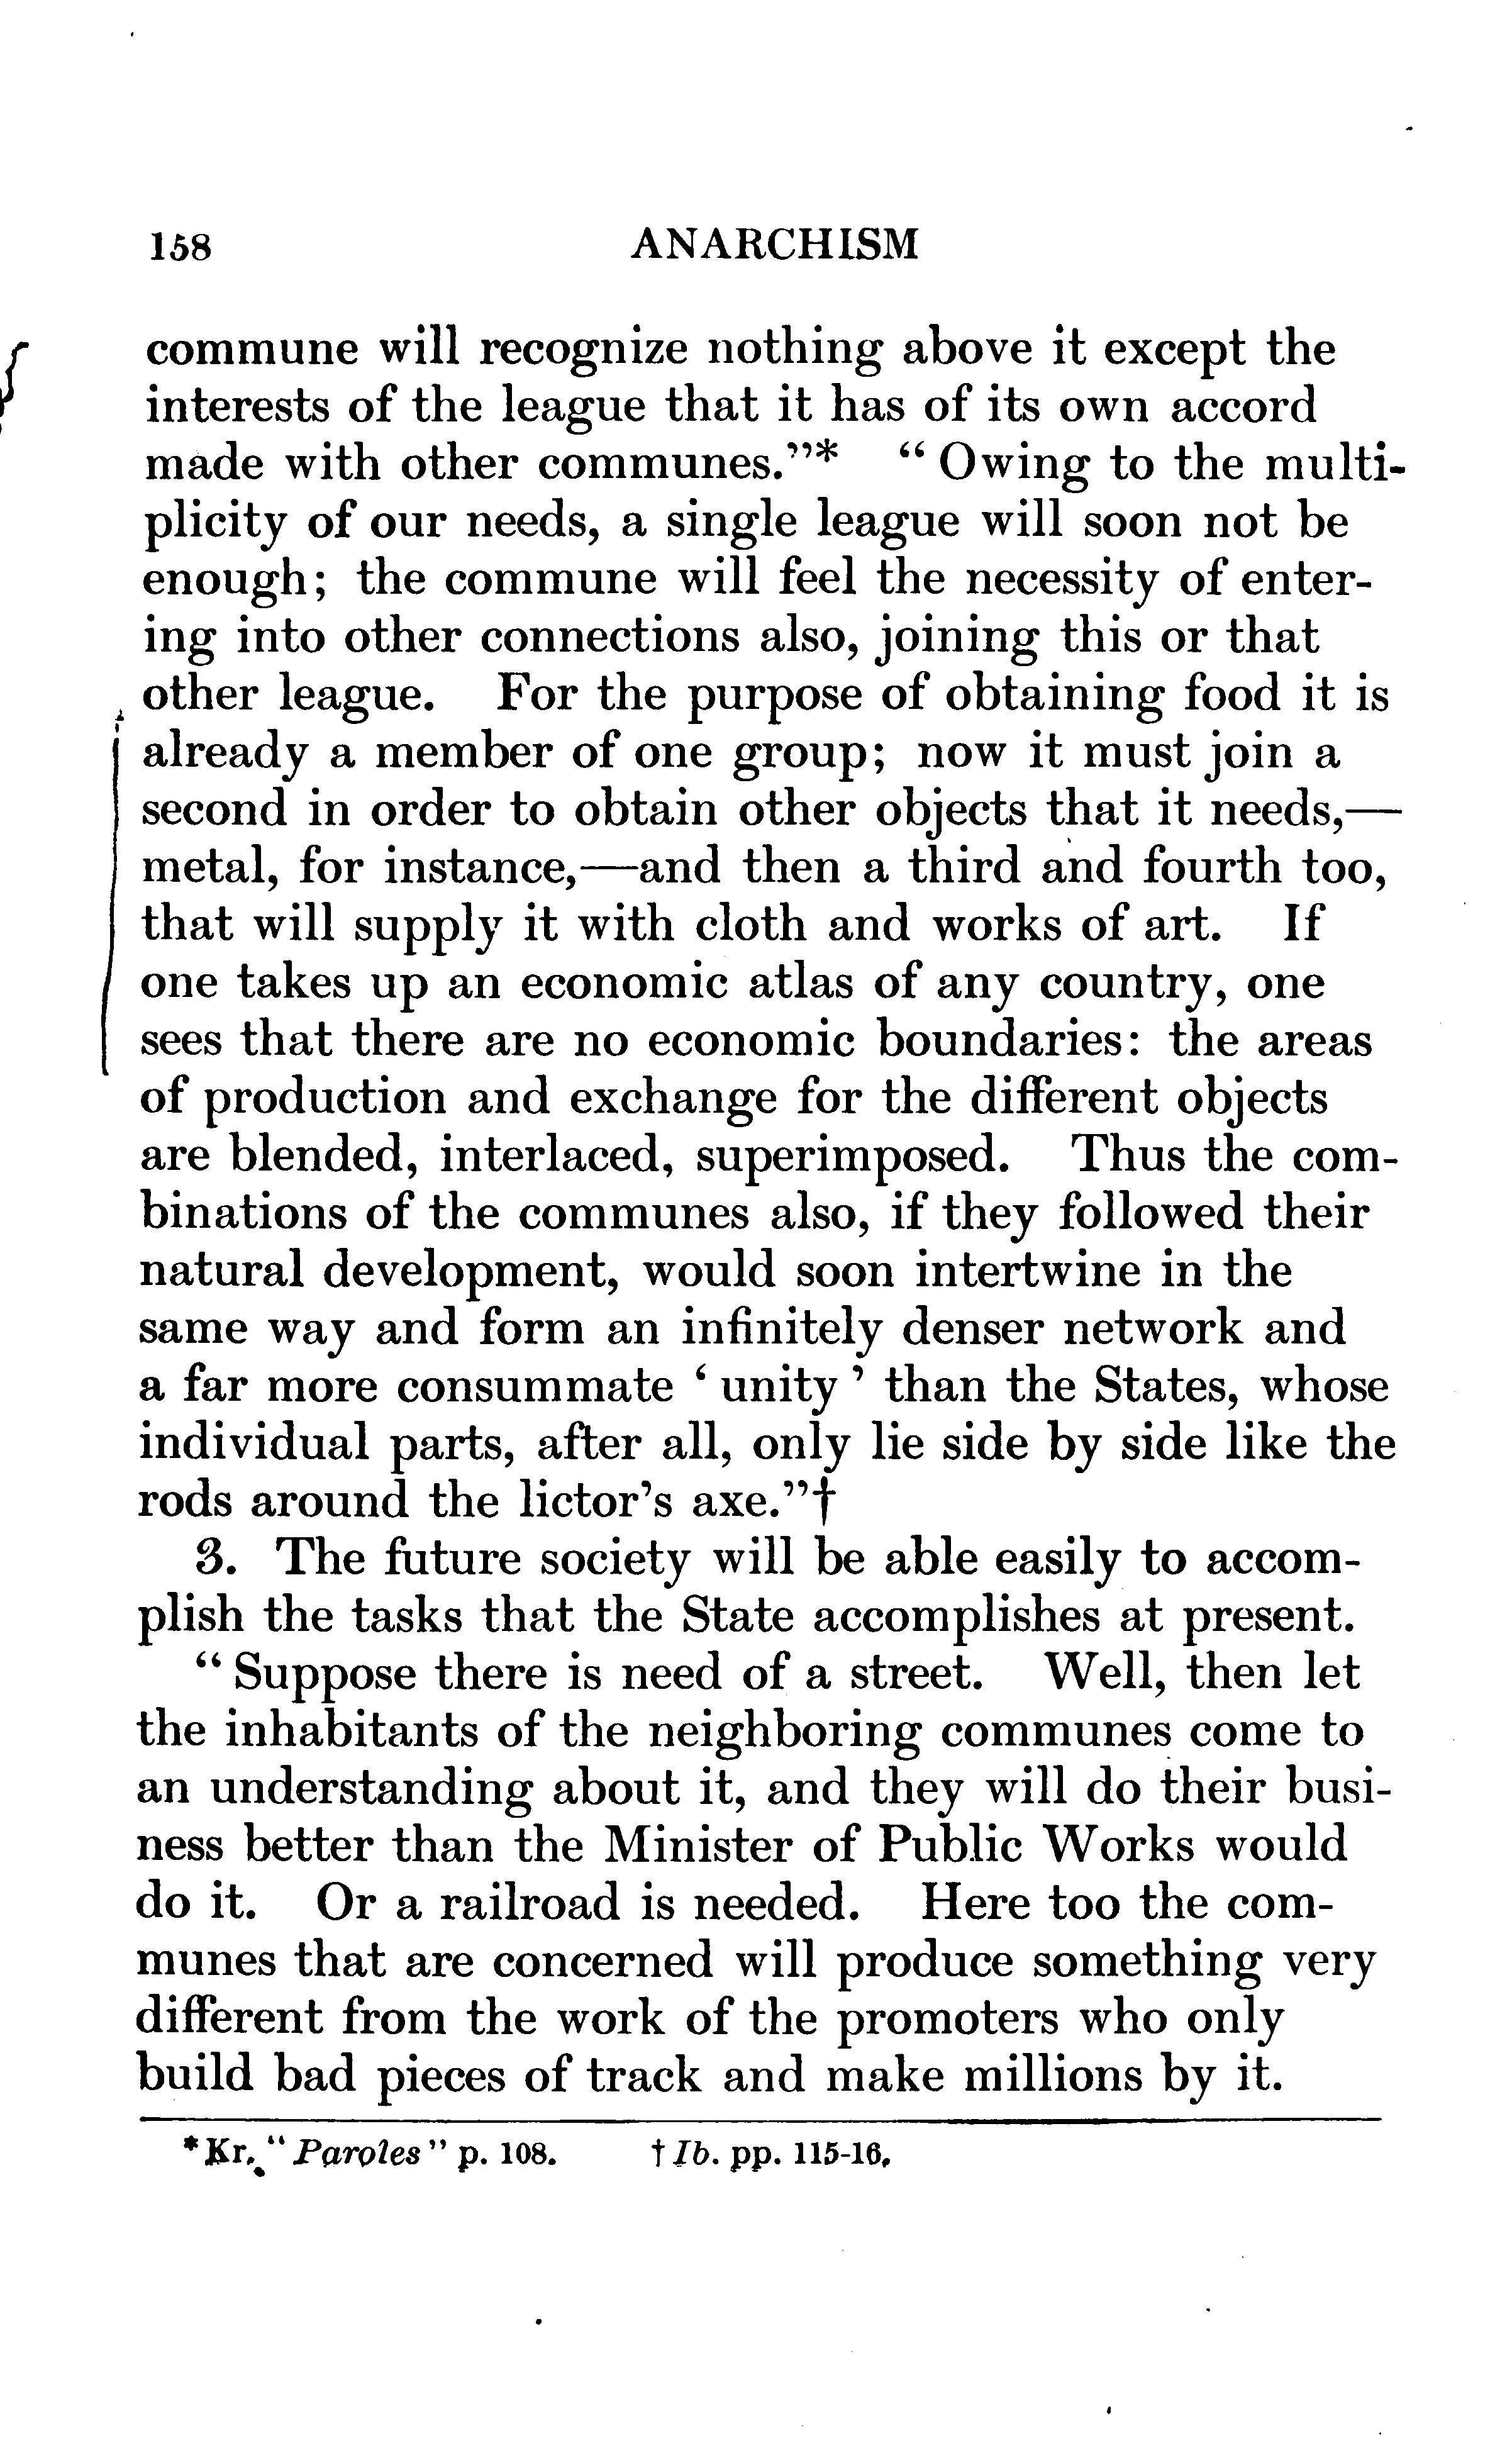 158 ANARCHISM
commune will recognize nothing above it except the
interests of the league that it has of its own accord
made with other communes."* " Owing to the multi-
plicity of our needs, a single league will soon not be
enough; the commune will feel the necessity of enter-
ing into other connections also, joining this or that
other league. For the purpose of obtaining food it is
already a member of one group; now it must join a
second in order to obtain other objects that it needs,—
metal, for instance,—and then a third and fourth too,
that will supply it with cloth and works of art. If
one takes up an economic atlas of any country, one
sees that there are no economic boundaries: the areas
of production and exchange for the different objects
are blended, interlaced, superimposed. Thus the com-
binations of the communes also, if they followed their
natural development, would soon intertwine in the
same way and form an infinitely denser network and
a far more consummate ‘ unity ’ than the States, whose
individual parts, after all, only lie side by side like the
rods around the lictor's axe."†
3. The future society will be able easily to accom-
plish the tasks that the State accomplishes at present.
" Suppose there is need of a street. Well, then let
the inhabitants of the neighboring communes come to
an understanding about it, and they will do their busi-
ness better than the Minister of Public Works would
do it. Or a railroad is needed. Here too the com-
munes that are concerned will produce something very
different from the work of the promoters who only
build bad pieces of track and make millions by it.
*Kr. " Paroles " p. 108. † Ib. pp. 115-16.